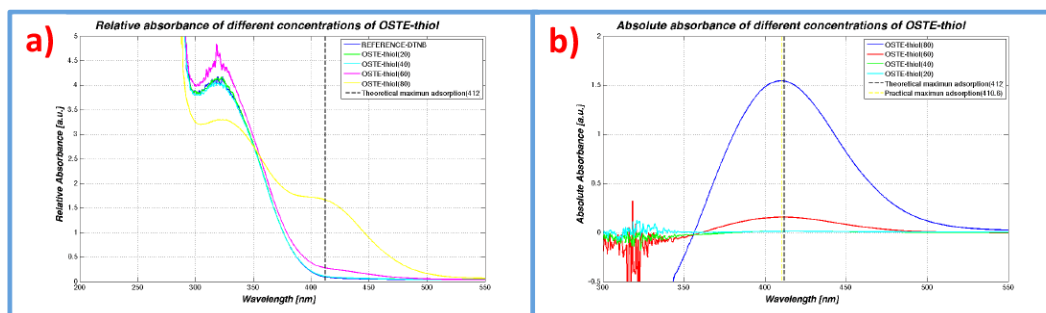 a)
Relative absorbance of different concentrations of OSTE-thiol
REFERENCE-DTNB
OSTE-thiol(20)
OSTE-thiol(40)
OSTE-thiol(60)
OSTE-thiol(80)
Theoretical maximun adsorption(412
Relative Absorbance [a.u.]
5
4.5
4
3.5
3
2.5
2
1.5
1
0.5
0
200 250 300 350 400 450 500 550
Wavelength [nm]
b)
Absolute absorbance of different concentrations of OSTE-thiol
OSTE-thiol(80)
OSTE-thiol(60)
OSTE-thiol(40)
OSTE-thiol(20)
Theoretical maximun adsorption(412
Practical maximun adsorption(410.6)
Absolute Absorbance [a.u.]
2
1.5
1
0.5
0
-0.5
300 350 400 450 500 550
Wavelength [nm]